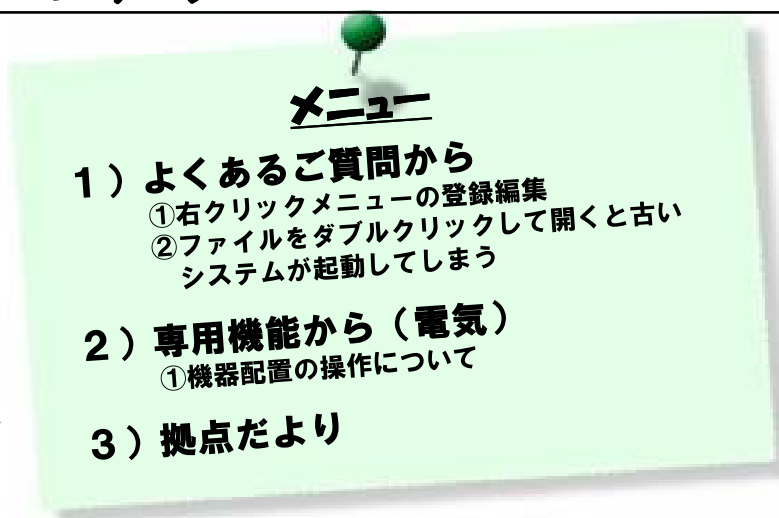 メニュー
１）よくあるご質問から
①右クリックメニューの登録編集
②ファイルをダブルクリックして開くと古い
システムが起動してしまう
２）専用機能から（電気）
①機器配置の操作について
３）拠点だより